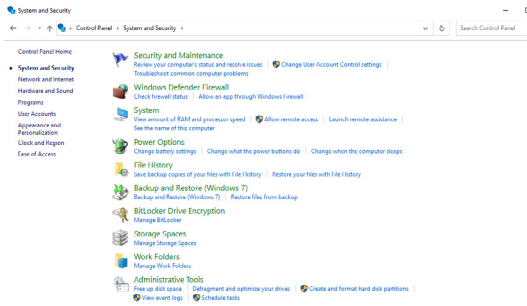 System and Security
Control Panel > System and Security >
Search Control Panel
Control Panel Home
System and Security
Network and Internet
Hardware and Sound
Programs
User Accounts
Appearance and
Personalization
Clock and Region
Ease of Access
Security and Maintenance
Review your computer's status and resolve issues | Change User Account Control settings |
Troubleshoot common computer problems
Windows Defender Firewall
Check firewall status | Allow an app through Windows Firewall
System
View amount of RAM and processor speed | Allow remote access | Launch remote assistance |
See the name of this computer
Power Options
Change battery settings | Change what the power buttons do | Change when the computer sleeps
File History
Save backup copies of your files with File History | Restore your files with File History
Backup and Restore (Windows 7)
Backup and Restore (Windows 7) | Restore files from backup
BitLocker Drive Encryption
Manage BitLocker
Storage Spaces
Manage Storage Spaces
Work Folders
Manage Work Folders
Administrative Tools
Free up disk space | Defragment and optimize your drives | Create and format hard disk partitions |
View event logs | Schedule tasks